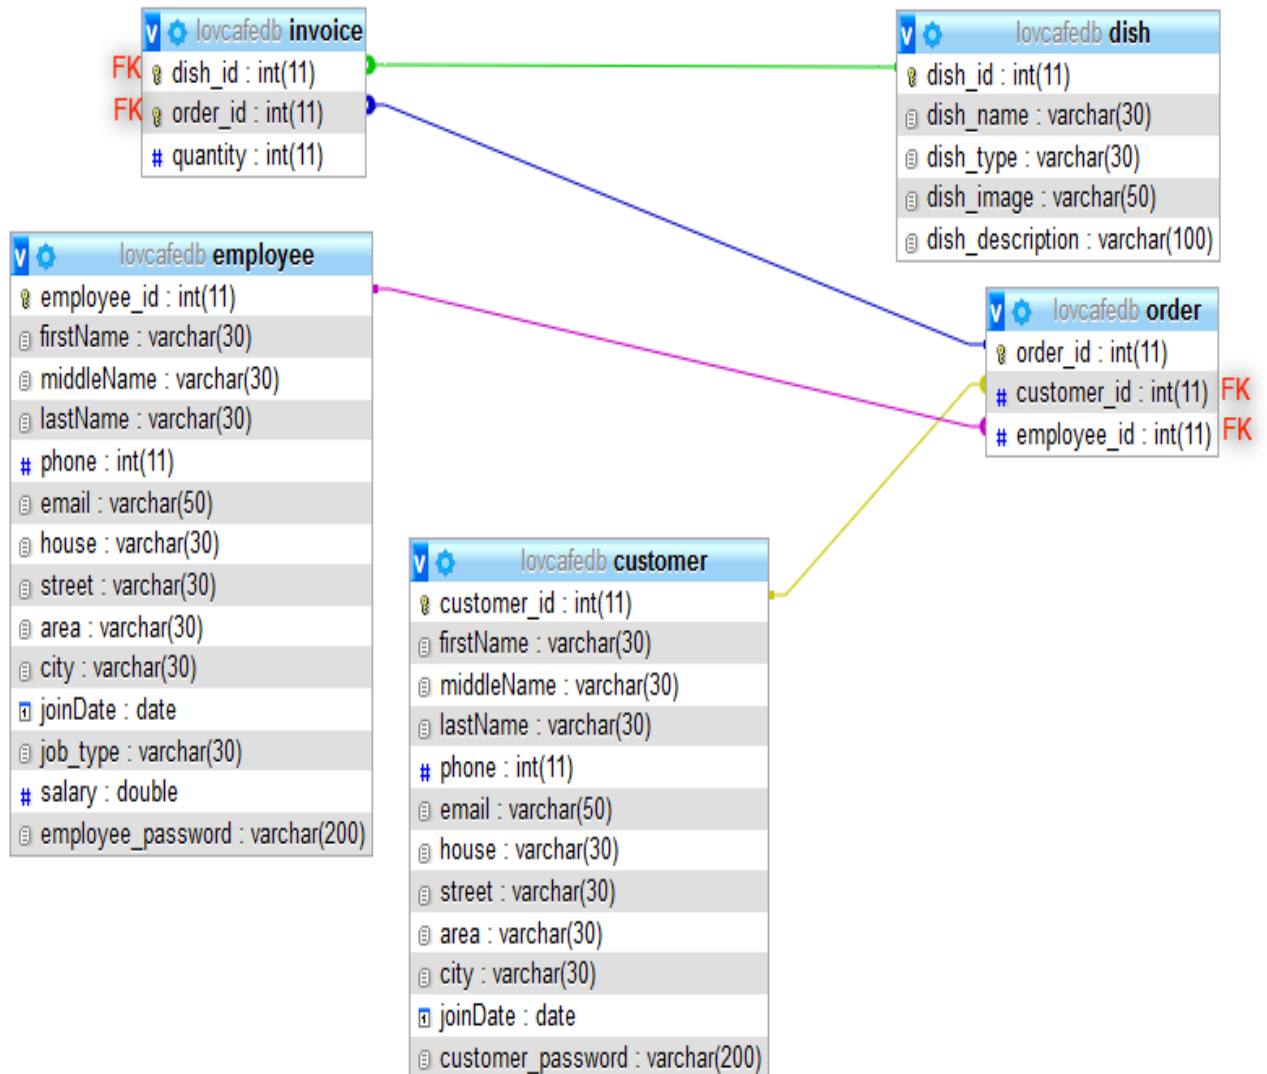 lovcafedb invoice
FK dish_id : int(11)
FK order_id : int(11)
# quantity : int(11)
lovcafedb dish
dish_id : int(11)
dish_name : varchar(30)
dish_type : varchar(30)
dish_image : varchar(50)
dish_description : varchar(100)
lovcafedb employee
employee_id : int(11)
firstName : varchar(30)
middleName : varchar(30)
lastName : varchar(30)
# phone : int(11)
email : varchar(50)
house : varchar(30)
street : varchar(30)
area : varchar(30)
city : varchar(30)
joinDate : date
job_type : varchar(30)
# salary : double
employee_password : varchar(200)
lovcafedb order
order_id : int(11)
# customer_id : int(11) FK
# employee_id : int(11) FK
lovcafedb customer
customer_id : int(11)
firstName : varchar(30)
middleName : varchar(30)
lastName : varchar(30)
# phone : int(11)
email : varchar(50)
house : varchar(30)
street : varchar(30)
area : varchar(30)
city : varchar(30)
joinDate : date
customer_password : varchar(200)